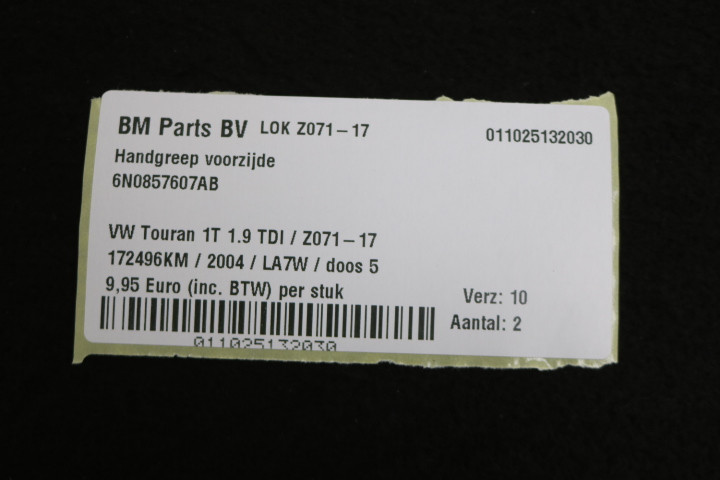 BM Parts BV LOK Z071-17 011025132030
Handgreep voorzijde
6N0857607AB
VW Touran 1T 1.9 TDI / Z071-17
172496KM / 2004 / LA7W / doos 5
9,95 Euro (inc. BTW) per stuk
Verz: 10
Aantal: 2
011025132030